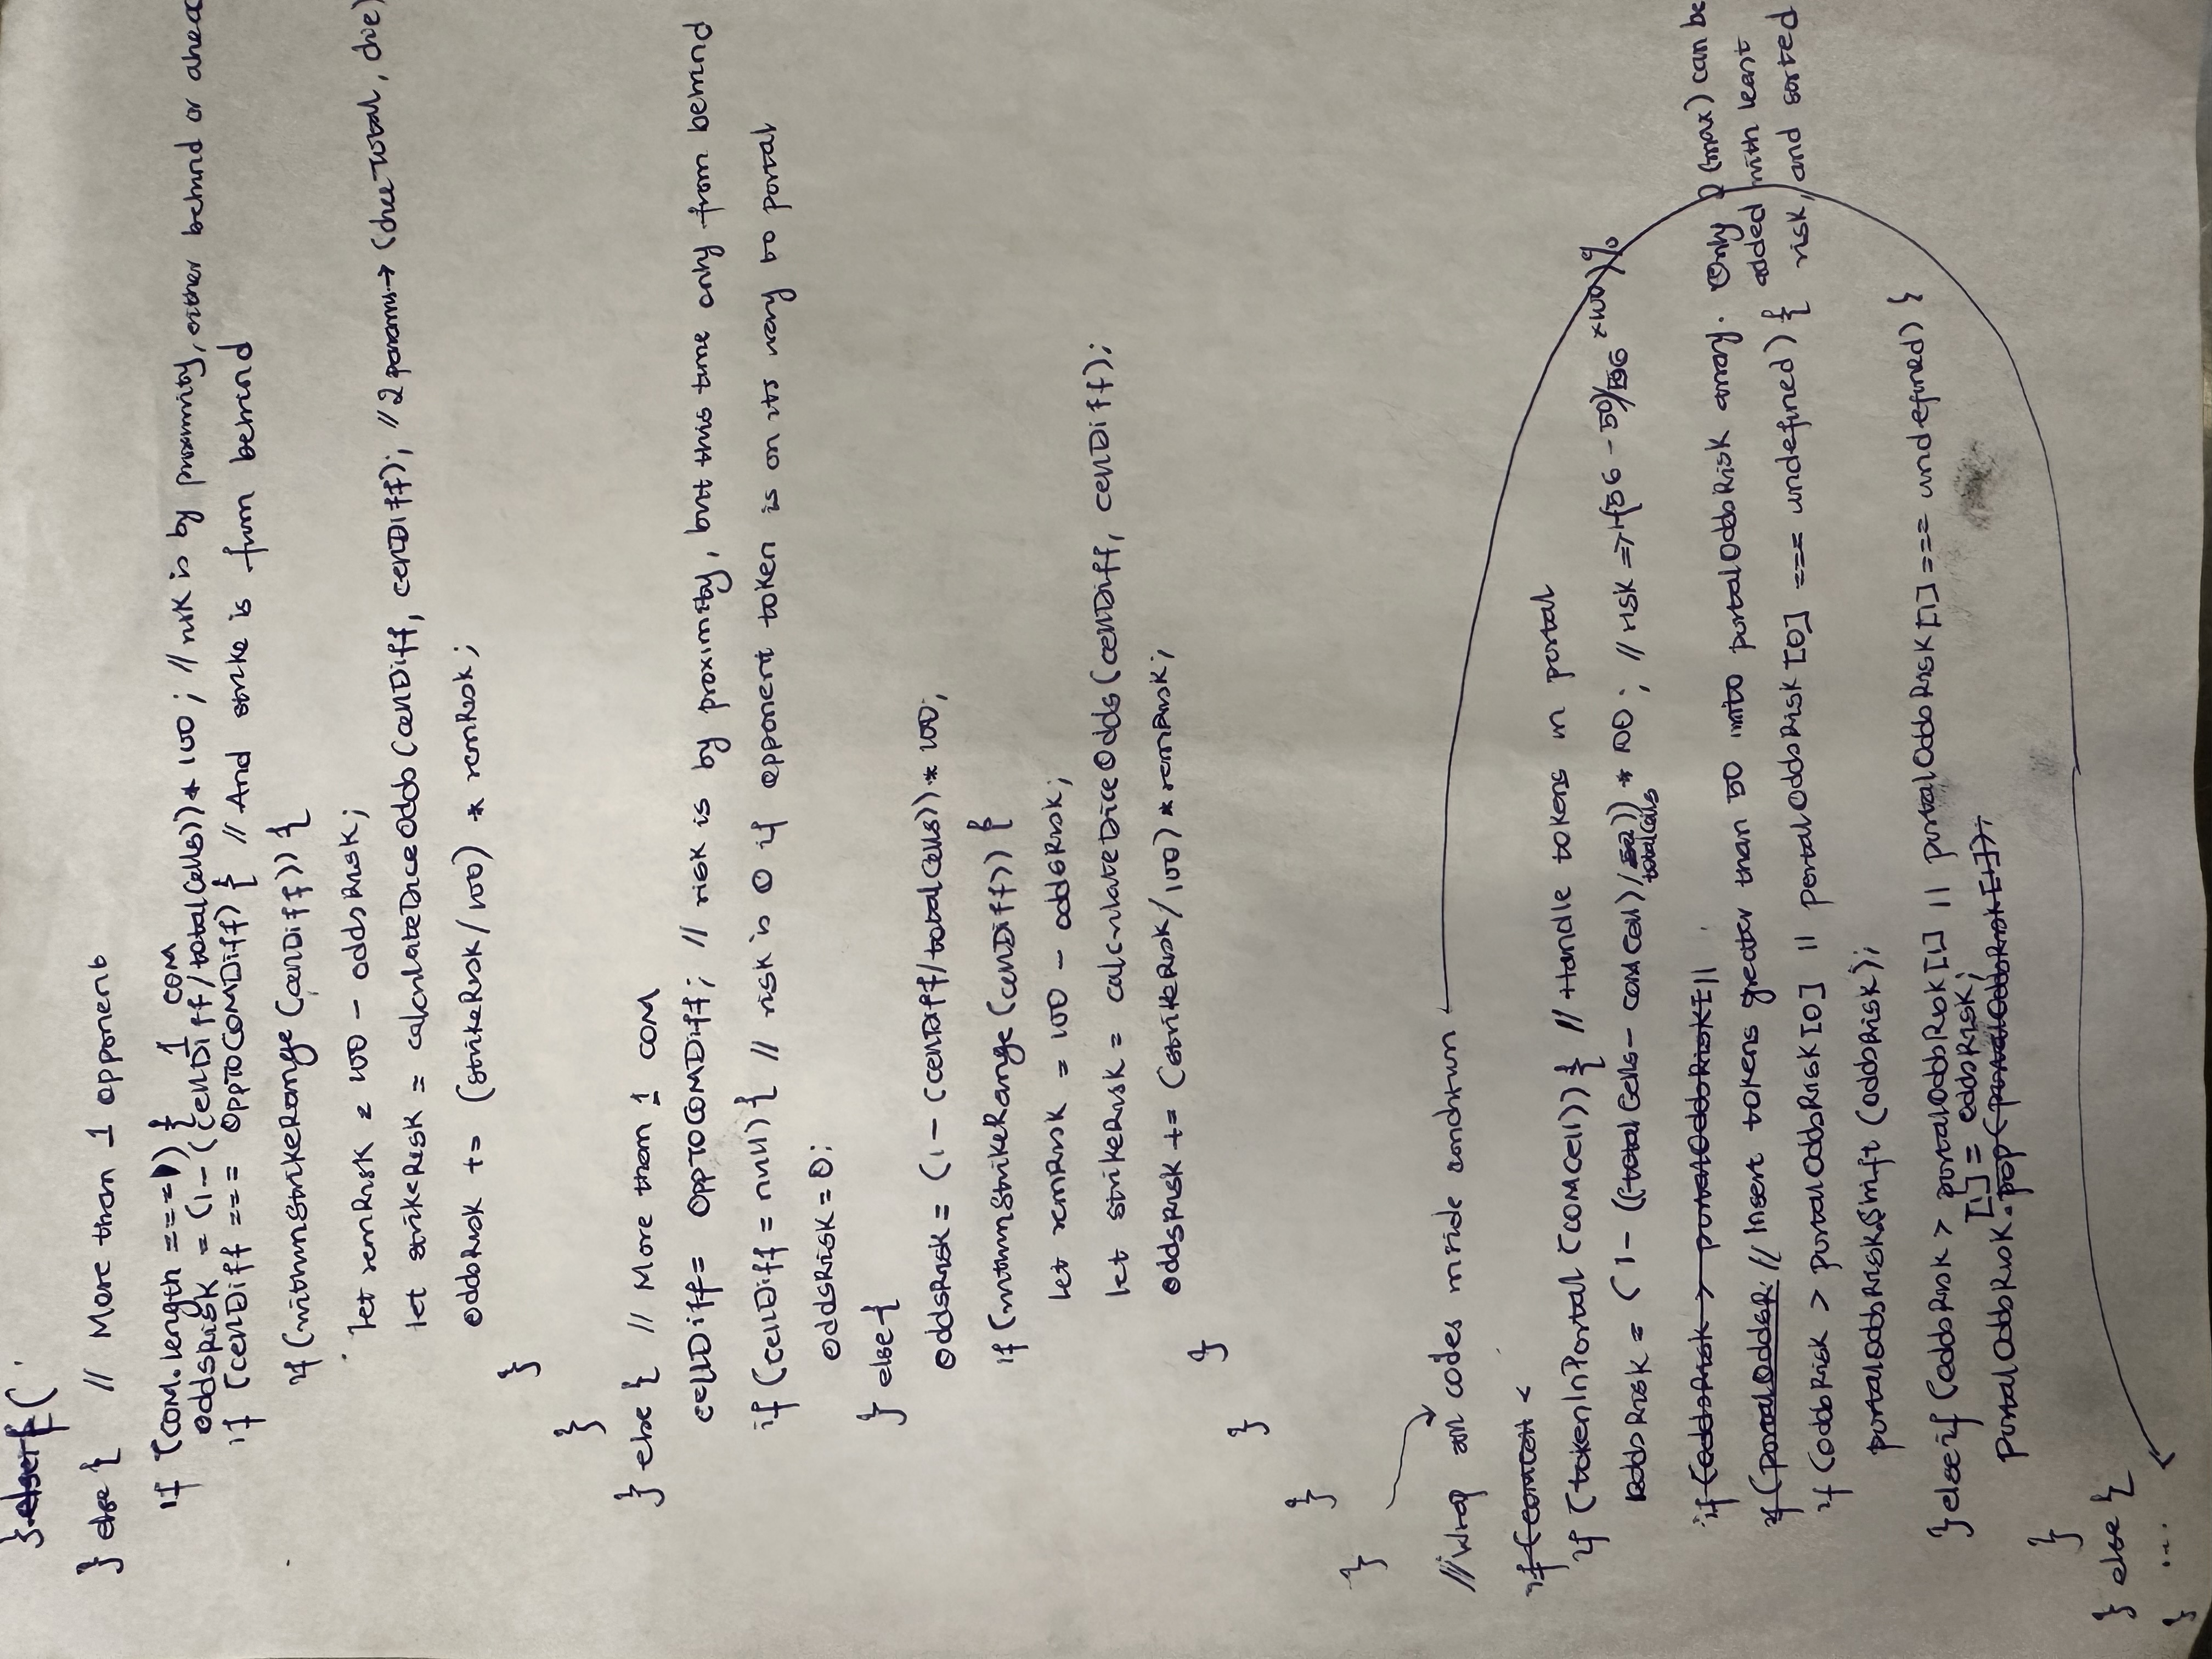 } else if (
} else { // More than 1 opponent
if (COM.length === 1) { 1 COM
oddsRisk = (1 - (cellDiff/totalCells)) * 100; // risk is by proximity, either behind or ahead
if (cellDiff === OppToCOMDiff) { // And strike is from behind
if (withinStrikeRange (cellDiff)) {
let remRisk = 100 - oddsRisk;
let strikeRisk = calculateDiceOdds (cellDiff, cellDiff); // 2 params → (diceTotal, die)
oddsRisk += (strikeRisk/100) * remRisk;
}
}
} else { // More than 1 COM
cellDiff = OppToCOMDiff; // risk is by proximity, but this time only from behind
if (cellDiff = null) { // risk is 0 if opponent token is on its way to portal
oddsRisk = 0;
} else {
oddsRisk = (1 - (cellDiff/totalCells)) * 100;
if (withinStrikeRange (cellDiff)) {
let remRisk = 100 - oddsRisk;
let strikeRisk = calculateDiceOdds (cellDiff, cellDiff);
oddsRisk += (strikeRisk/100) * remRisk;
}
}
}
}
// Wrap all codes inside condition
if (COMCell <
if (tokenInPortal (COMCell)) { // Handle tokens in portal
oddsRisk = (1 - ((total Cells - COMCell)/52)) * 100; // risk => 1-(56 - 50)/56 ×100)%
totalCells
if (oddsRisk > portalOddsRisk[ ||
if (portalOddsR. // Insert tokens greater than 50 into portalOddsRisk array. Only 2 (max) can be
added with least
if (oddsRisk > portalOddsRisk[0] || portalOddsRisk[0] === undefined) { risk, and sorted
portalOddsRisk.Shift (oddsRisk);
} else if (oddsRisk > portalOddsRisk[1] || portalOddsRisk[1] === undefined) {
[1] = oddsRisk;
portalOddsRisk.pop (portalOddsRisk[1]);
}
} else {
} ...